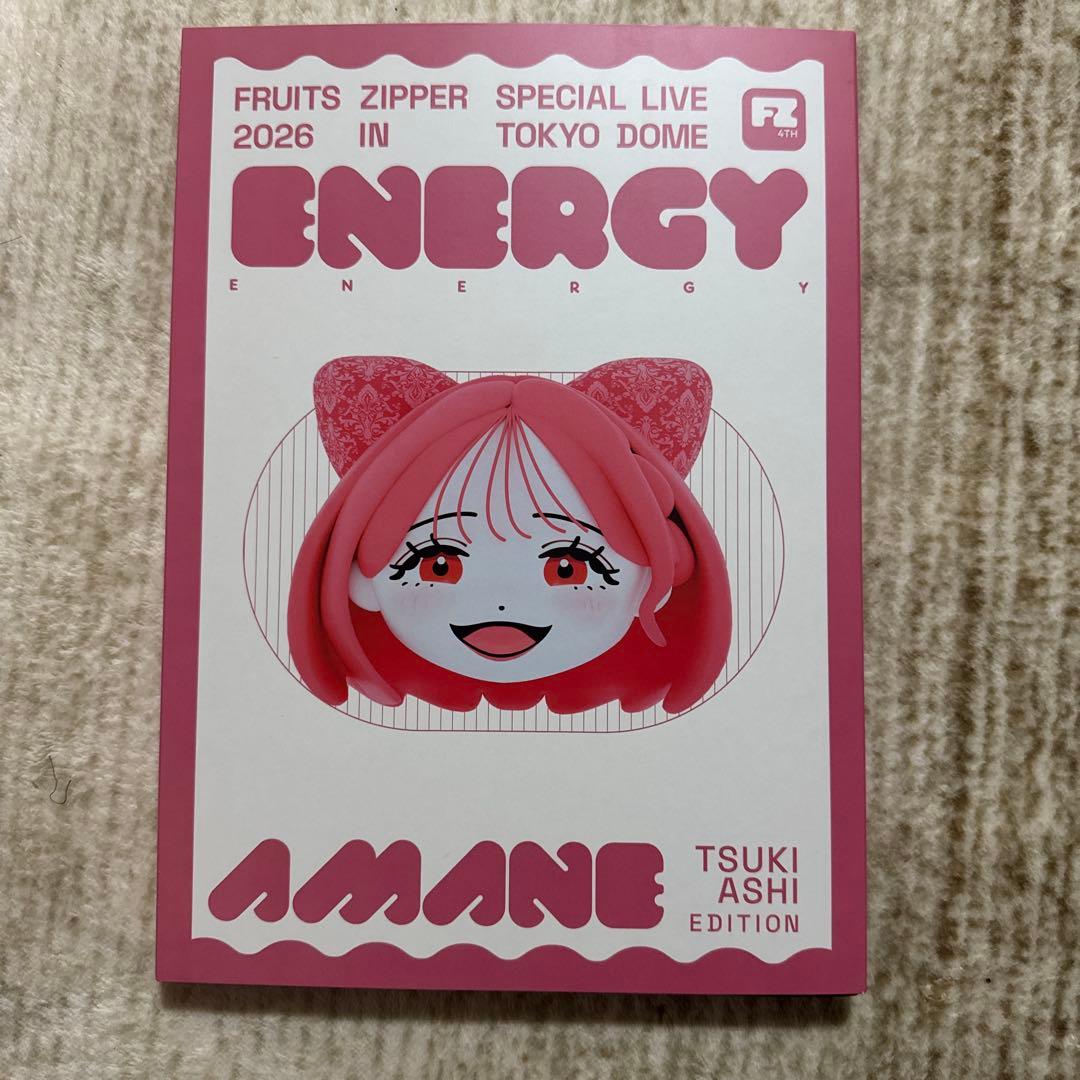 FRUITS ZIPPER SPECIAL LIVE
2026 IN TOKYO DOME
FZ
4TH
ENERGY
ENERGY
AMANE
TSUKI
ASHI
EDITION